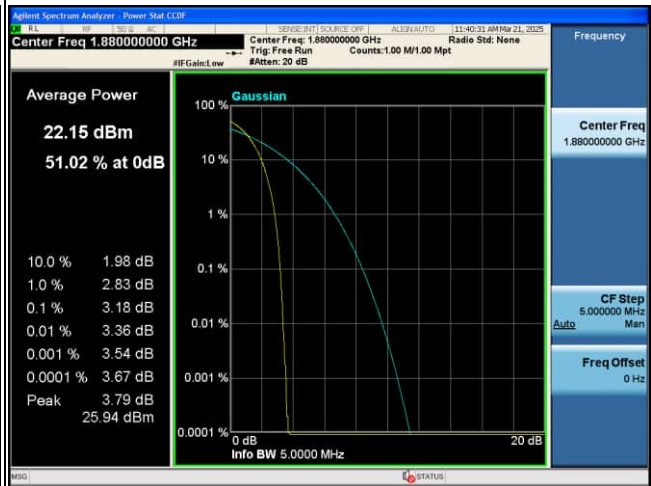 Agilent Spectrum Analyzer - Power Stat CCDF
RL RF 50 Ω AC SENSE:INT SOURCE OFF ALIGN AUTO 11:40:31 AM Mar 21, 2025
Center Freq 1.880000000 GHz
Center Freq: 1.880000000 GHz Radio Std: None
Trig: Free Run Counts:1.00 M/1.00 Mpt
#IFGain:Low #Atten: 20 dB
Frequency
Average Power
22.15 dBm
51.02 % at 0dB
10.0 % 1.98 dB
1.0 % 2.83 dB
0.1 % 3.18 dB
0.01 % 3.36 dB
0.001 % 3.54 dB
0.0001 % 3.67 dB
Peak 3.79 dB
25.94 dBm
Gaussian
100 %
10 %
1 %
0.1 %
0.01 %
0.001 %
0.0001 %
0 dB 20 dB
Info BW 5.0000 MHz
Center Freq
1.880000000 GHz
CF Step
5.000000 MHz
Auto Man
Freq Offset
0 Hz
MSG STATUS